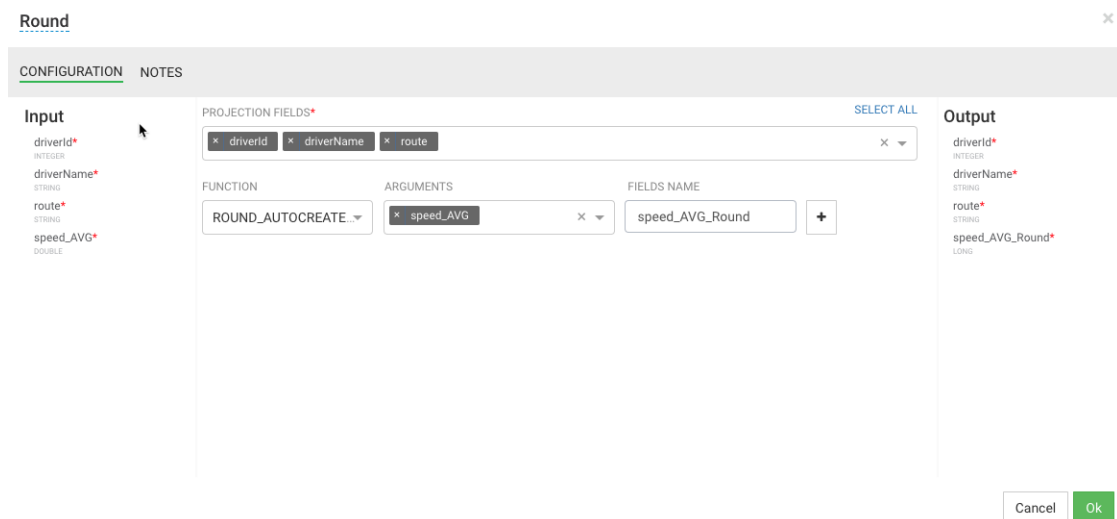 Round
×
CONFIGURATION NOTES
Input
driverId*
INTEGER
driverName*
STRING
route*
STRING
speed_AVG*
DOUBLE
PROJECTION FIELDS*
SELECT ALL
× driverId × driverName × route ×
FUNCTION ARGUMENTS FIELDS NAME
ROUND_AUTOCREATE... × speed_AVG × speed_AVG_Round +
Output
driverId*
INTEGER
driverName*
STRING
route*
STRING
speed_AVG_Round*
LONG
Cancel Ok